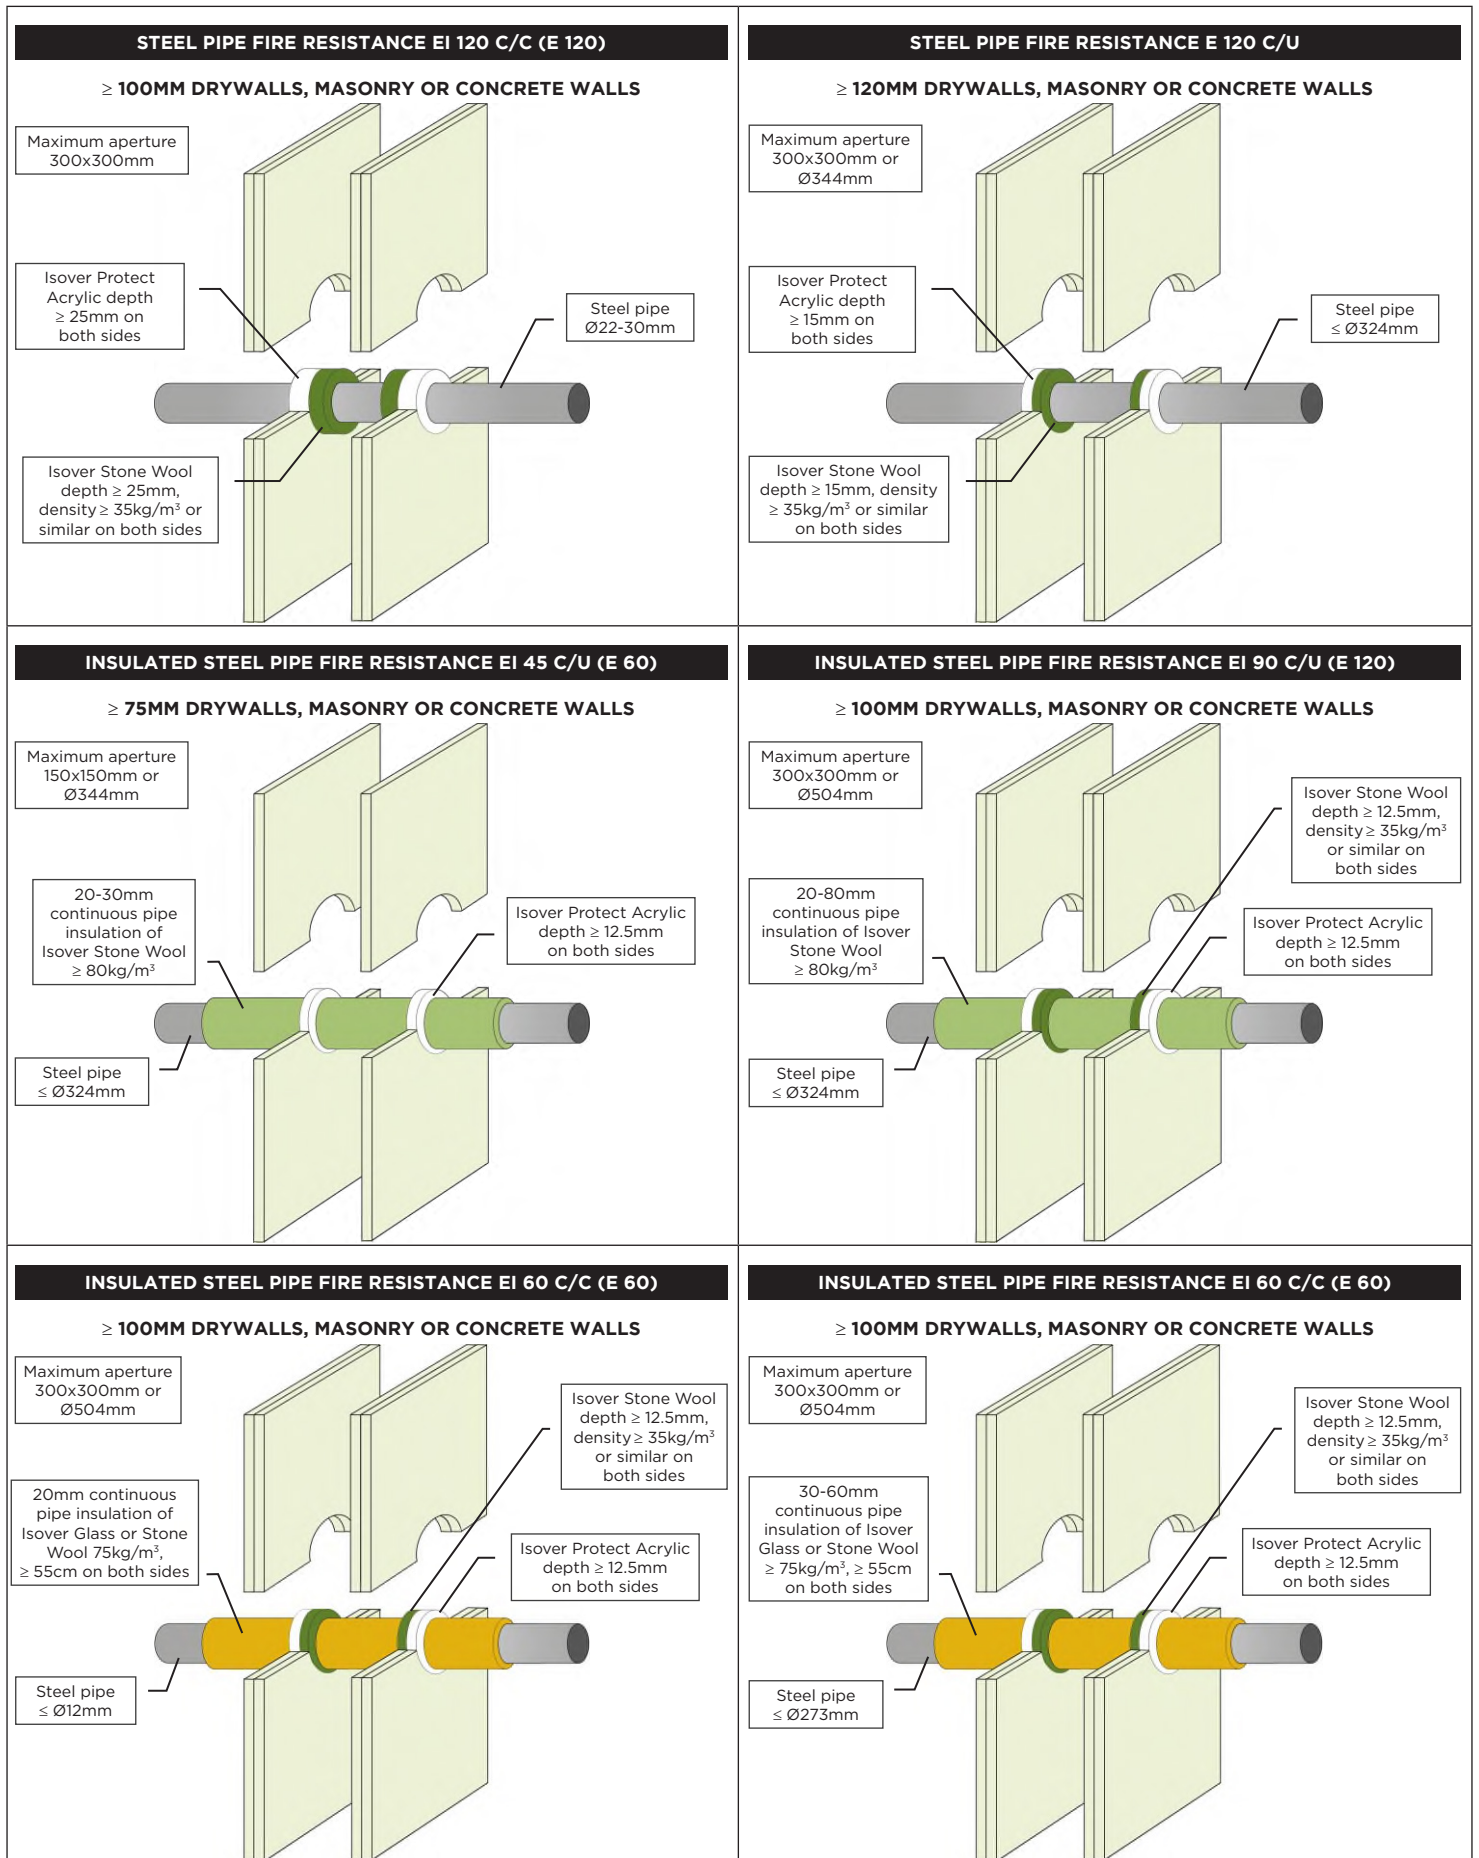 STEEL PIPE FIRE RESISTANCE EI 120 C/C (E 120)
≥ 100MM DRYWALLS, MASONRY OR CONCRETE WALLS
Maximum aperture
300x300mm
Isover Protect
Acrylic depth
≥ 25mm on
both sides
Steel pipe
Ø22-30mm
Isover Stone Wool
depth ≥ 25mm,
density ≥ 35kg/m³ or
similar on both sides
STEEL PIPE FIRE RESISTANCE E 120 C/U
≥ 120MM DRYWALLS, MASONRY OR CONCRETE WALLS
Maximum aperture
300x300mm or
Ø344mm
Isover Protect
Acrylic depth
≥ 15mm on
both sides
Steel pipe
≤ Ø324mm
Isover Stone Wool
depth ≥ 15mm, density
≥ 35kg/m³ or similar
on both sides
INSULATED STEEL PIPE FIRE RESISTANCE EI 45 C/U (E 60)
≥ 75MM DRYWALLS, MASONRY OR CONCRETE WALLS
Maximum aperture
150x150mm or
Ø344mm
20-30mm
continuous pipe
insulation of
Isover Stone Wool
≥ 80kg/m³
Isover Protect Acrylic
depth ≥ 12.5mm
on both sides
Steel pipe
≤ Ø324mm
INSULATED STEEL PIPE FIRE RESISTANCE EI 90 C/U (E 120)
≥ 100MM DRYWALLS, MASONRY OR CONCRETE WALLS
Maximum aperture
300x300mm or
Ø504mm
Isover Stone Wool
depth ≥ 12.5mm,
density ≥ 35kg/m³
or similar on
both sides
20-80mm
continuous pipe
insulation of Isover
Stone Wool
≥ 80kg/m³
Isover Protect Acrylic
depth ≥ 12.5mm
on both sides
Steel pipe
≤ Ø324mm
INSULATED STEEL PIPE FIRE RESISTANCE EI 60 C/C (E 60)
≥ 100MM DRYWALLS, MASONRY OR CONCRETE WALLS
Maximum aperture
300x300mm or
Ø504mm
Isover Stone Wool
depth ≥ 12.5mm,
density ≥ 35kg/m³
or similar on
both sides
20mm continuous
pipe insulation of
Isover Glass or Stone
Wool 75kg/m³,
≥ 55cm on both sides
Isover Protect Acrylic
depth ≥ 12.5mm
on both sides
Steel pipe
≤ Ø12mm
INSULATED STEEL PIPE FIRE RESISTANCE EI 60 C/C (E 60)
≥ 100MM DRYWALLS, MASONRY OR CONCRETE WALLS
Maximum aperture
300x300mm or
Ø504mm
Isover Stone Wool
depth ≥ 12.5mm,
density ≥ 35kg/m³
or similar on
both sides
30-60mm
continuous pipe
insulation of Isover
Glass or Stone Wool
≥ 75kg/m³, ≥ 55cm
on both sides
Isover Protect Acrylic
depth ≥ 12.5mm
on both sides
Steel pipe
≤ Ø273mm